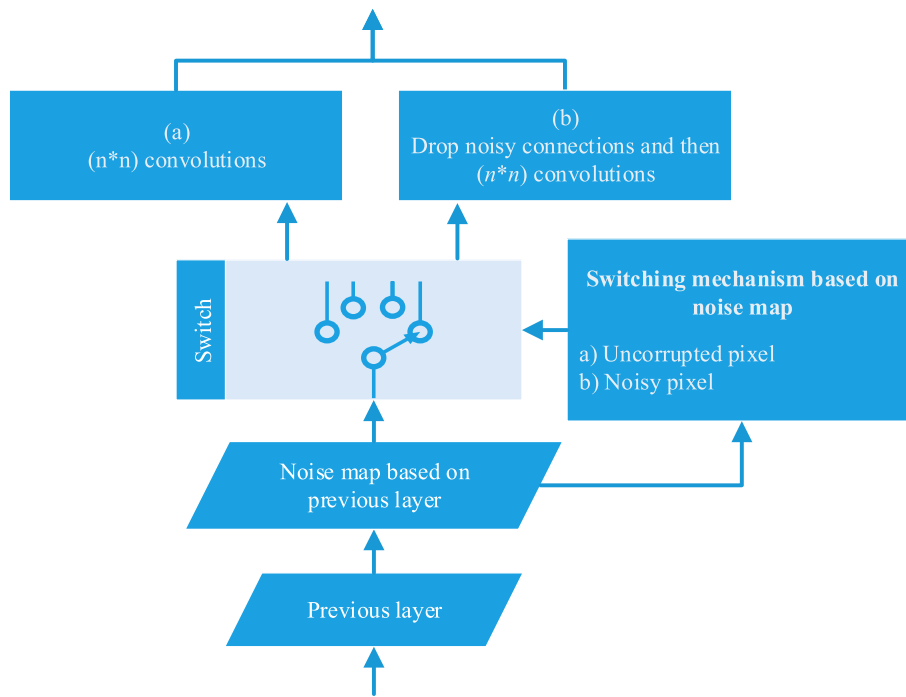 (a)
(n*n) convolutions
(b)
Drop noisy connections and then
(n*n) convolutions
Switch
Switching mechanism based on
noise map
a) Uncorrupted pixel
b) Noisy pixel
Noise map based on
previous layer
Previous layer